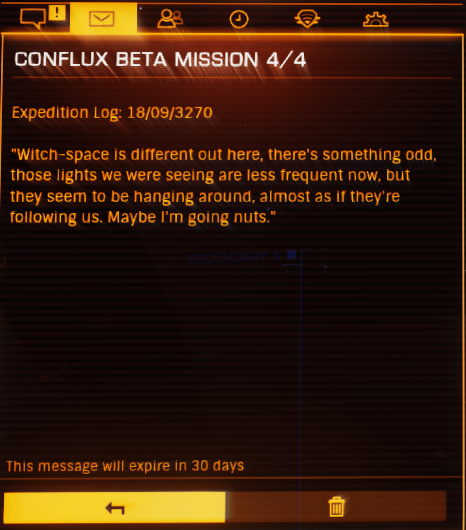 !
CONFLUX BETA MISSION 4/4
Expedition Log: 18/09/3270
"Witch-space is different out here, there's something odd,
those lights we were seeing are less frequent now, but
they seem to be hanging around, almost as if they're
following us. Maybe I'm going nuts."
SECONDARY A
This message will expire in 30 days